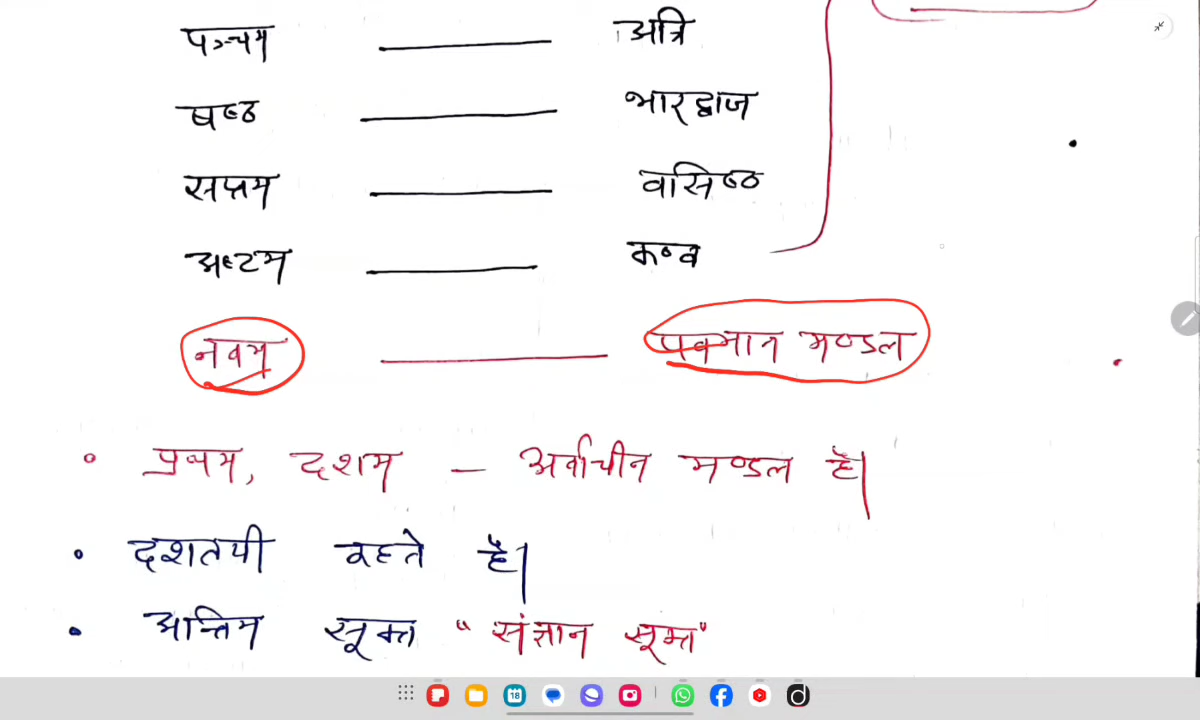 पञ्चम ————— अत्रि
षष्ठ ————— भारद्वाज
सप्तम ————— वासिष्ठ
अष्टम ————— कण्व
नवम ————— पवमान मण्डल
• प्रथम, दशम – अर्वाचीन मण्डल है।
• दशतयी कहते है।
• अन्तिम सूक्त "संज्ञान सूक्त"
18